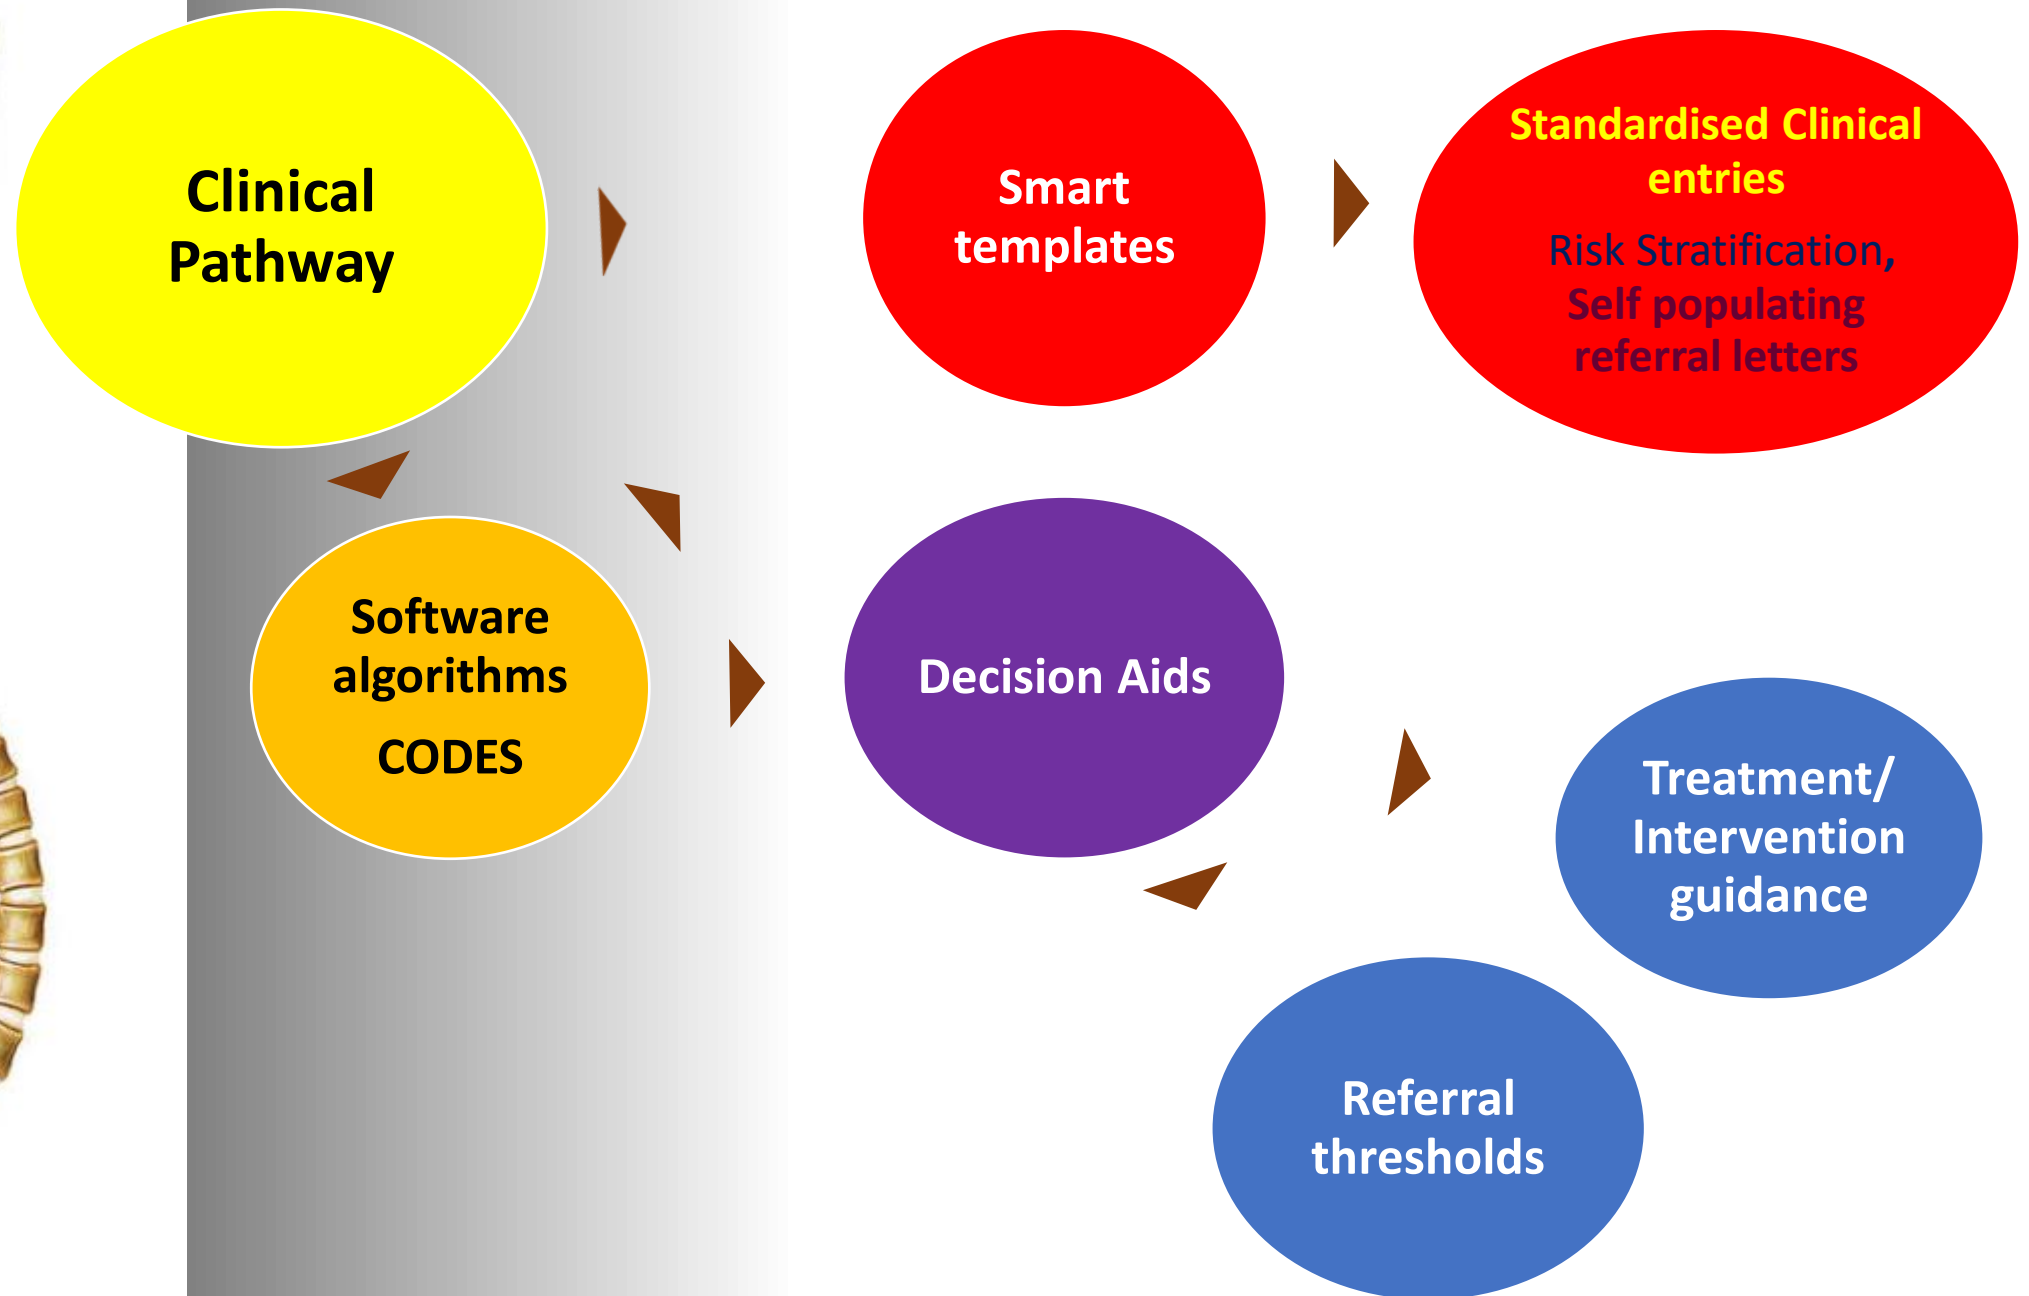 Clinical
Pathway
Smart
templates
Standardised Clinical
entries
Risk Stratification,
Self populating
referral letters
Software
algorithms
CODES
Decision Aids
Treatment/
Intervention
guidance
Referral
thresholds